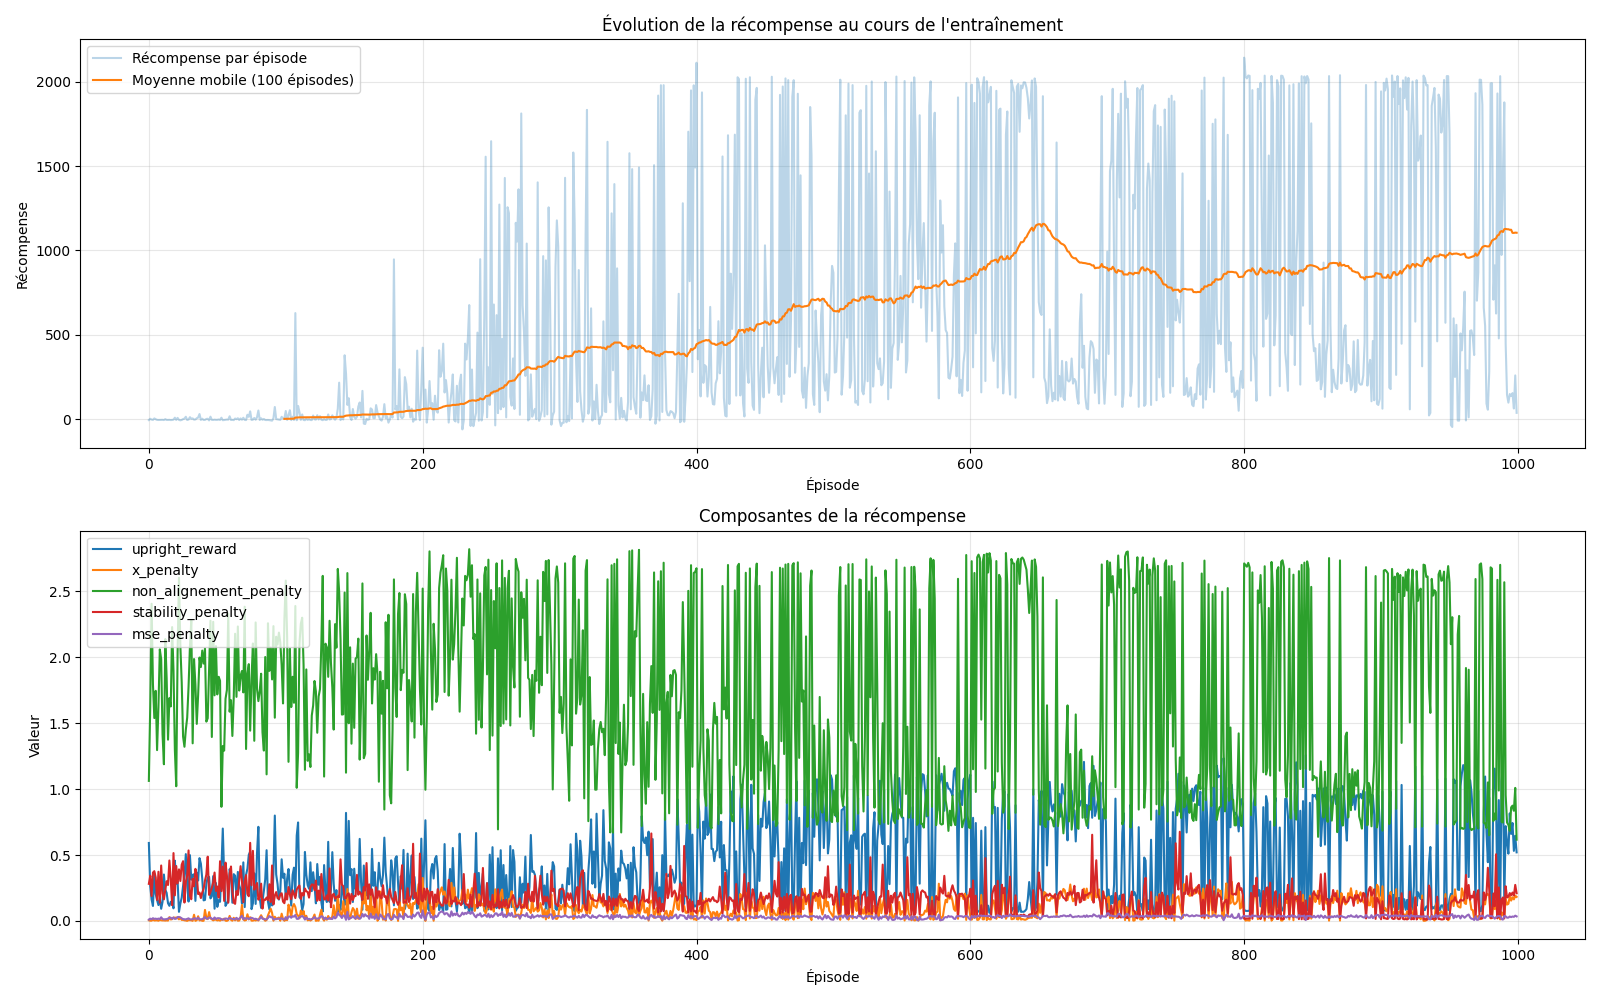 Évolution de la récompense au cours de l'entraînement
Récompense par épisode
Moyenne mobile (100 épisodes)
Récompense
2000
1500
1000
500
0
0 200 400 600 800 1000
Épisode
Composantes de la récompense
upright_reward
x_penalty
non_alignement_penalty
stability_penalty
mse_penalty
Valeur
2.5
2.0
1.5
1.0
0.5
0.0
0 200 400 600 800 1000
Épisode